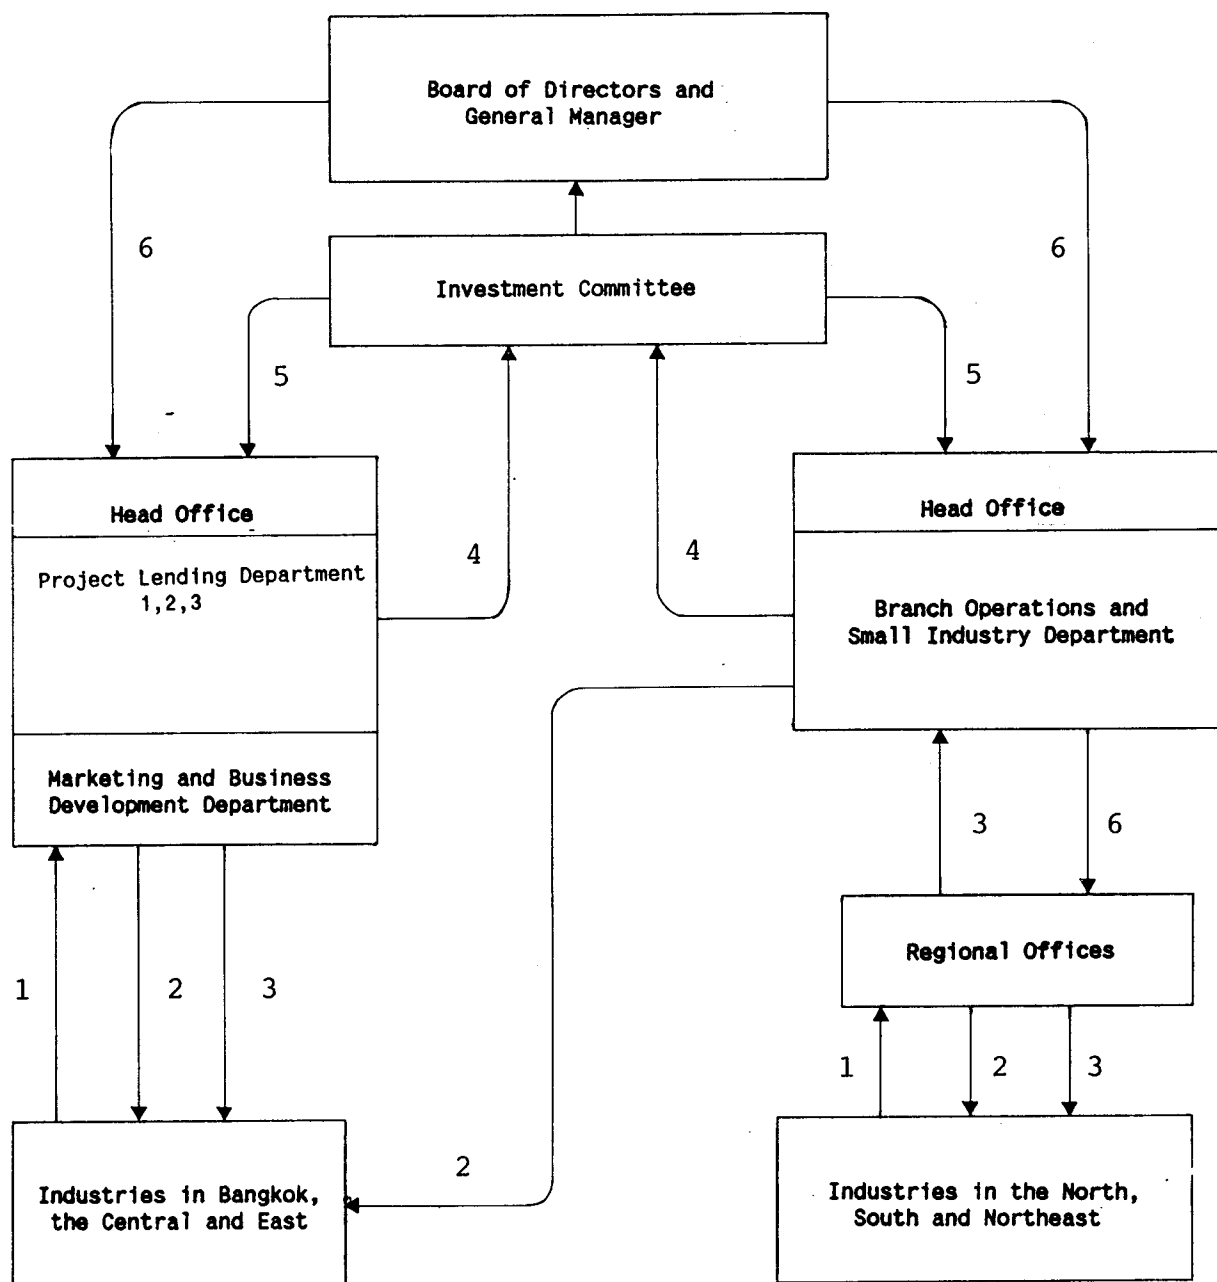 Board of Directors and
General Manager
6
6
Investment Committee
5
5
Head Office
Head Office
4
4
Project Lending Department
1,2,3
Branch Operations and
Small Industry Department
Marketing and Business
Development Department
3
6
Regional Offices
1
2
3
1
2
3
2
Industries in Bangkok,
the Central and East
Industries in the North,
South and Northeast